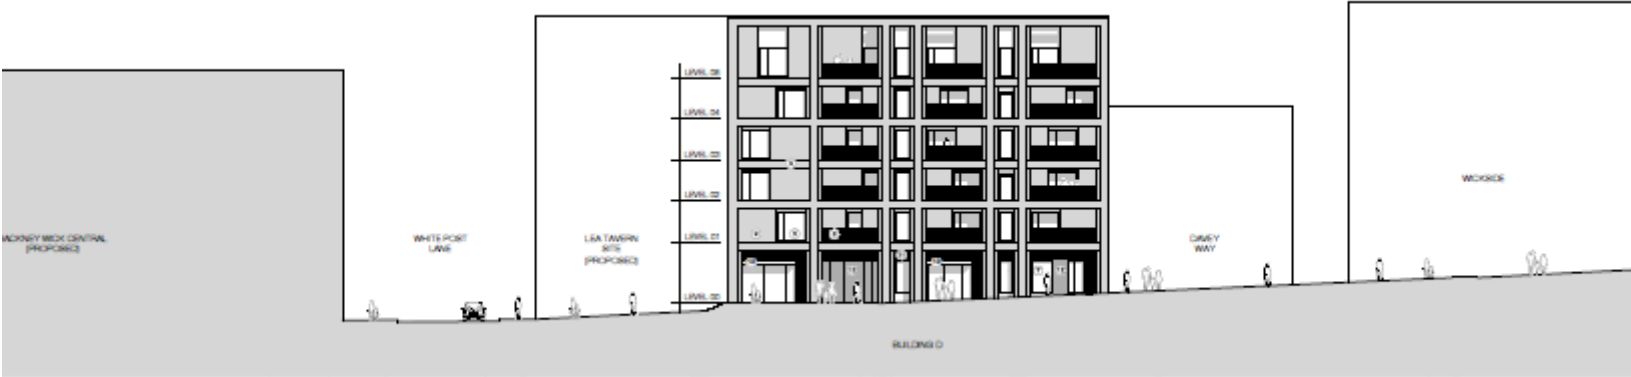 LEVEL 05
LEVEL 04
LEVEL 03
LEVEL 02
LEVEL 01
LEVEL 00
HACKNEY WICK CENTRAL
(PROPOSED)
WHITE POST
LANE
LEA TAVERN
SITE
(PROPOSED)
DAVEY
WAY
WICKSIDE
BUILDING D